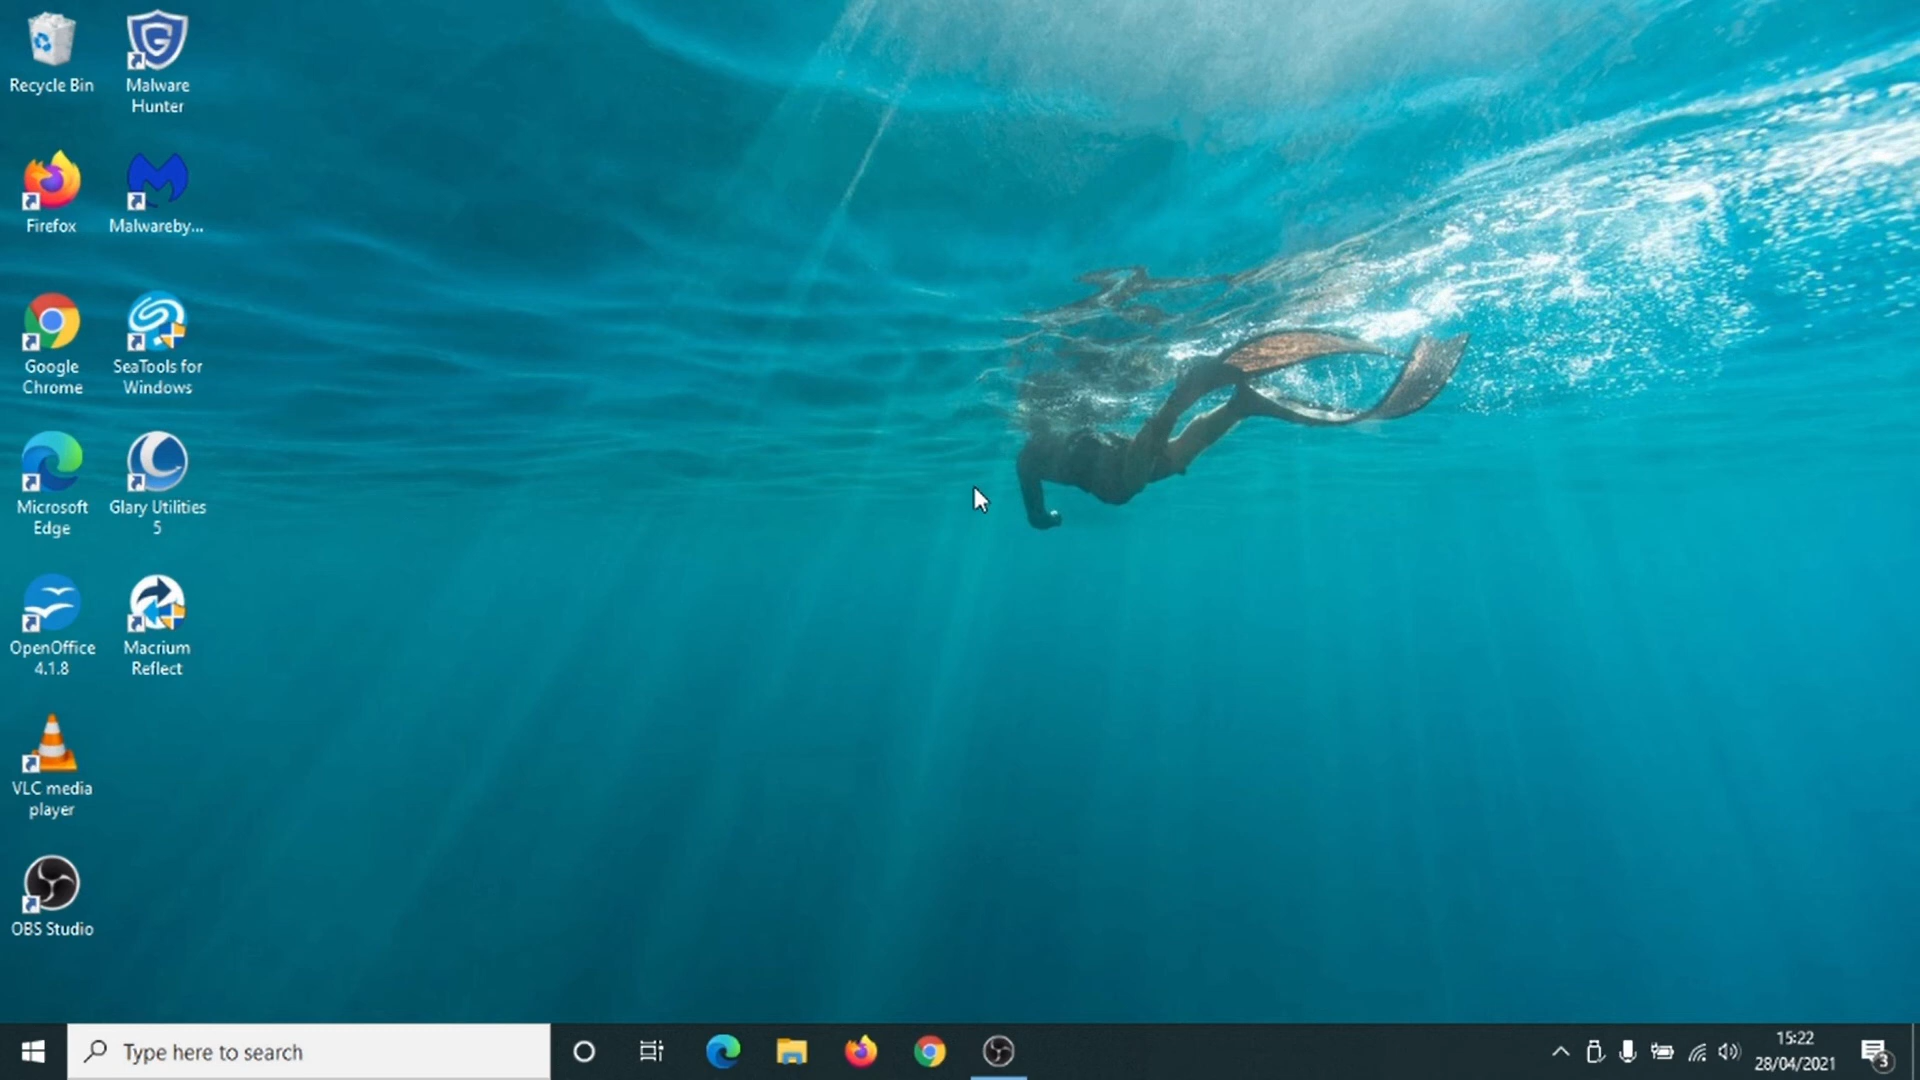 Recycle Bin
Malware
Hunter
Firefox
Malwareby...
Google
Chrome
SeaTools for
Windows
Microsoft
Edge
Glary Utilities
5
OpenOffice
4.1.8
Macrium
Reflect
VLC media
player
OBS Studio
Type here to search
15:22
28/04/2021
3